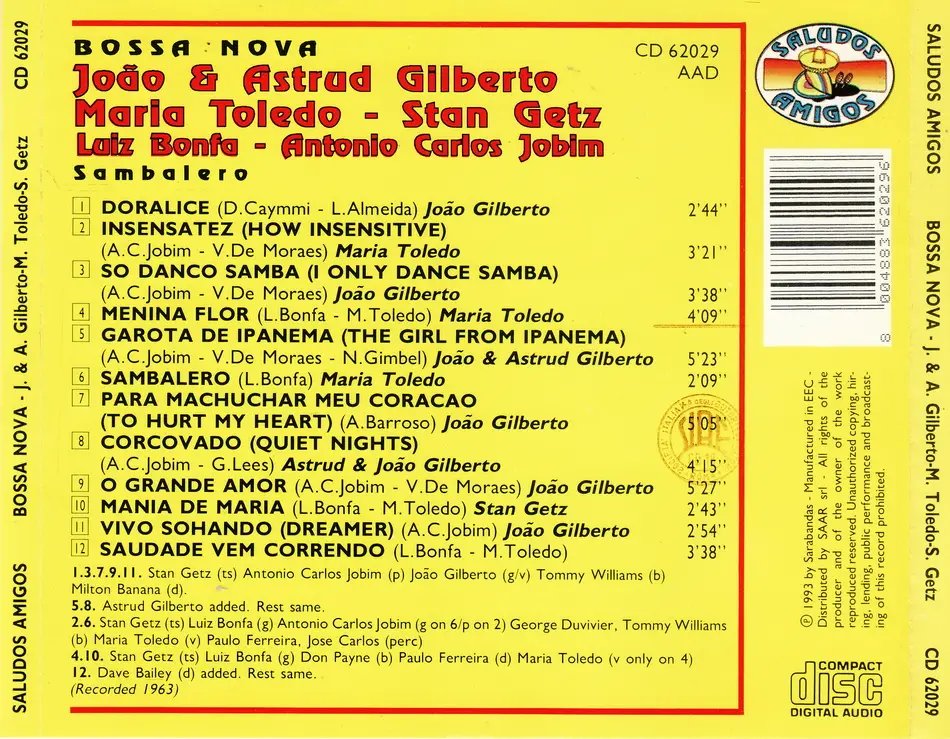 BOSSA NOVA
João & Astrud Gilberto
Maria Toledo - Stan Getz
Luiz Bonfa - Antonio Carlos Jobim
Sambalero
CD 62029
AAD
SALUDOS
AMIGOS
1 DORALICE (D.Caymmi - L.Almeida) João Gilberto 2'44''
2 INSENSATEZ (HOW INSENSITIVE)
(A.C.Jobim - V.De Moraes) Maria Toledo 3'21''
3 SO DANCO SAMBA (I ONLY DANCE SAMBA)
(A.C.Jobim - V.De Moraes) João Gilberto 3'38''
4 MENINA FLOR (L.Bonfa - M.Toledo) Maria Toledo 4'09''
5 GAROTA DE IPANEMA (THE GIRL FROM IPANEMA)
(A.C.Jobim - V.De Moraes - N.Gimbel) João & Astrud Gilberto 5'23''
6 SAMBALERO (L.Bonfa) Maria Toledo 2'09''
7 PARA MACHUCHAR MEU CORACAO
(TO HURT MY HEART) (A.Barroso) João Gilberto 5'05''
8 CORCOVADO (QUIET NIGHTS)
(A.C.Jobim - G.Lees) Astrud & João Gilberto 4'15''
9 O GRANDE AMOR (A.C.Jobim - V.De Moraes) João Gilberto 5'27''
10 MANIA DE MARIA (L.Bonfa - M.Toledo) Stan Getz 2'43''
11 VIVO SOHANDO (DREAMER) (A.C.Jobim) João Gilberto 2'54''
12 SAUDADE VEM CORRENDO (L.Bonfa - M.Toledo) 3'38''
1.3.7.9.11. Stan Getz (ts) Antonio Carlos Jobim (p) João Gilberto (g/v) Tommy Williams (b)
Milton Banana (d).
5.8. Astrud Gilberto added. Rest same.
2.6. Stan Getz (ts) Luiz Bonfa (g) Antonio Carlos Jobim (g on 6/p on 2) George Duvivier, Tommy Williams
(b) Maria Toledo (v) Paulo Ferreira, Jose Carlos (perc)
4.10. Stan Getz (ts) Luiz Bonfa (g) Don Payne (b) Paulo Ferreira (d) Maria Toledo (v only on 4)
12. Dave Bailey (d) added. Rest same.
(Recorded 1963)
8 004883 620296
℗ 1993 by Sarabandas - Manufactured in EEC -
Distributed by SAAR srl - All rights of the
producer and of the owner of the work
reproduced reserved. Unauthorized copying, hir-
ing, lending, public performance and broadcast-
ing of this record prohibited.
COMPACT
disc
DIGITAL AUDIO
SALUDOS AMIGOS BOSSA NOVA - J. & A. Gilberto-M. Toledo-S. Getz CD 62029
SALUDOS AMIGOS BOSSA NOVA - J. & A. Gilberto-M. Toledo-S. Getz CD 62029